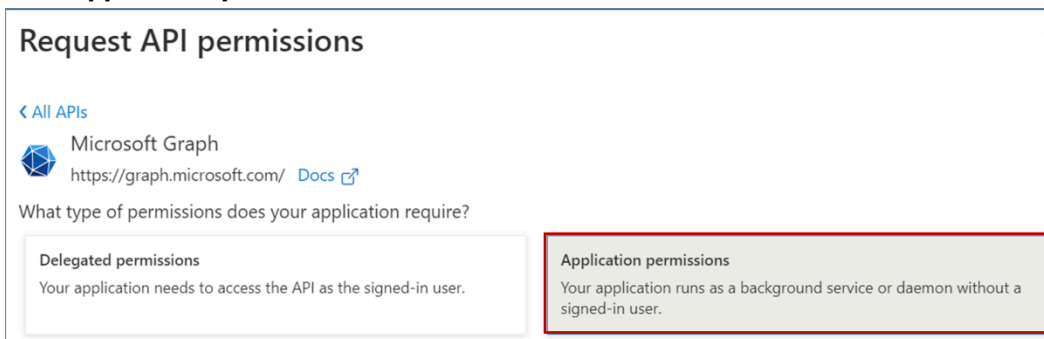 Request API permissions
All APIs
Microsoft Graph
https://graph.microsoft.com/ Docs
What type of permissions does your application require?
Delegated permissions
Your application needs to access the API as the signed-in user.
Application permissions
Your application runs as a background service or daemon without a
signed-in user.